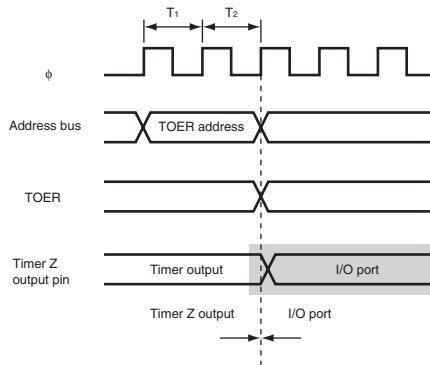 T1 T2
φ
Address bus TOER address
TOER
Timer Z
output pin Timer output I/O port
Timer Z output I/O port